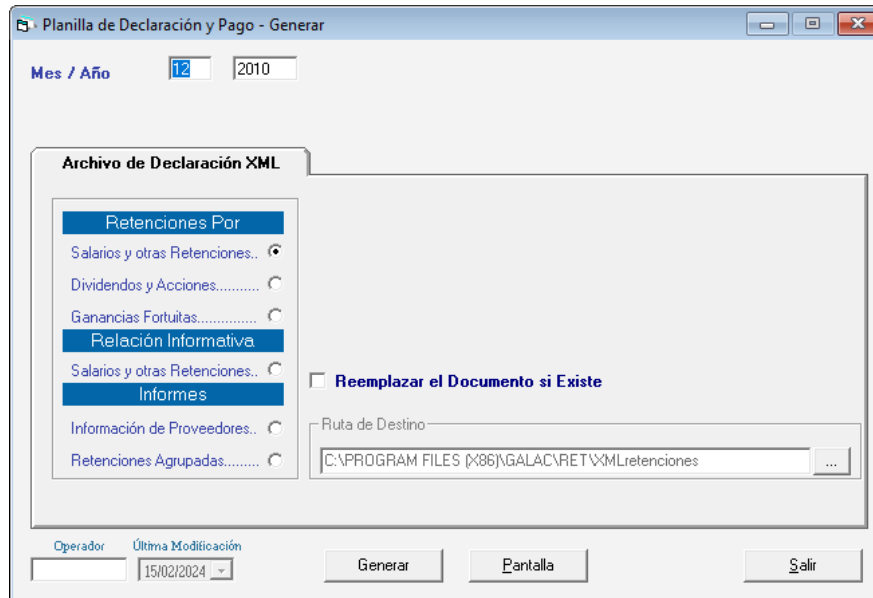 Planilla de Declaración y Pago - Generar
Mes / Año 12 2010
Archivo de Declaración XML
Retenciones Por
Salarios y otras Retenciones..
Dividendos y Acciones...........
Ganancias Fortuitas...............
Relación Informativa
Salarios y otras Retenciones..
Informes
Información de Proveedores..
Retenciones Agrupadas.........
Reemplazar el Documento si Existe
Ruta de Destino
C:\PROGRAM FILES (X86)\GALAC\RET\XMLretenciones ...
Operador Última Modificación
15/02/2024
Generar Pantalla Salir